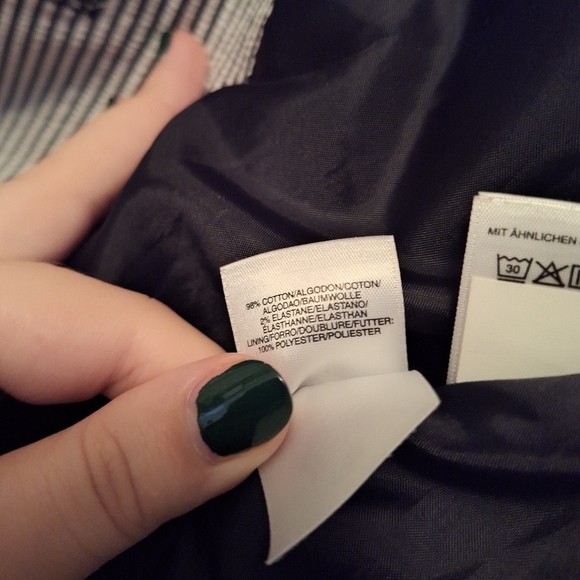 98% COTTON/ALGODON/COTON/
ALGODAO/BAUMWOLLE
2% ELASTANE/ELASTANO/
ELASTHANNE/ELASTHAN
LINING/FORRO/DOUBLURE/FUTTER:
100% POLYESTER/POLIESTER
MIT ÄHNLICHEN
30